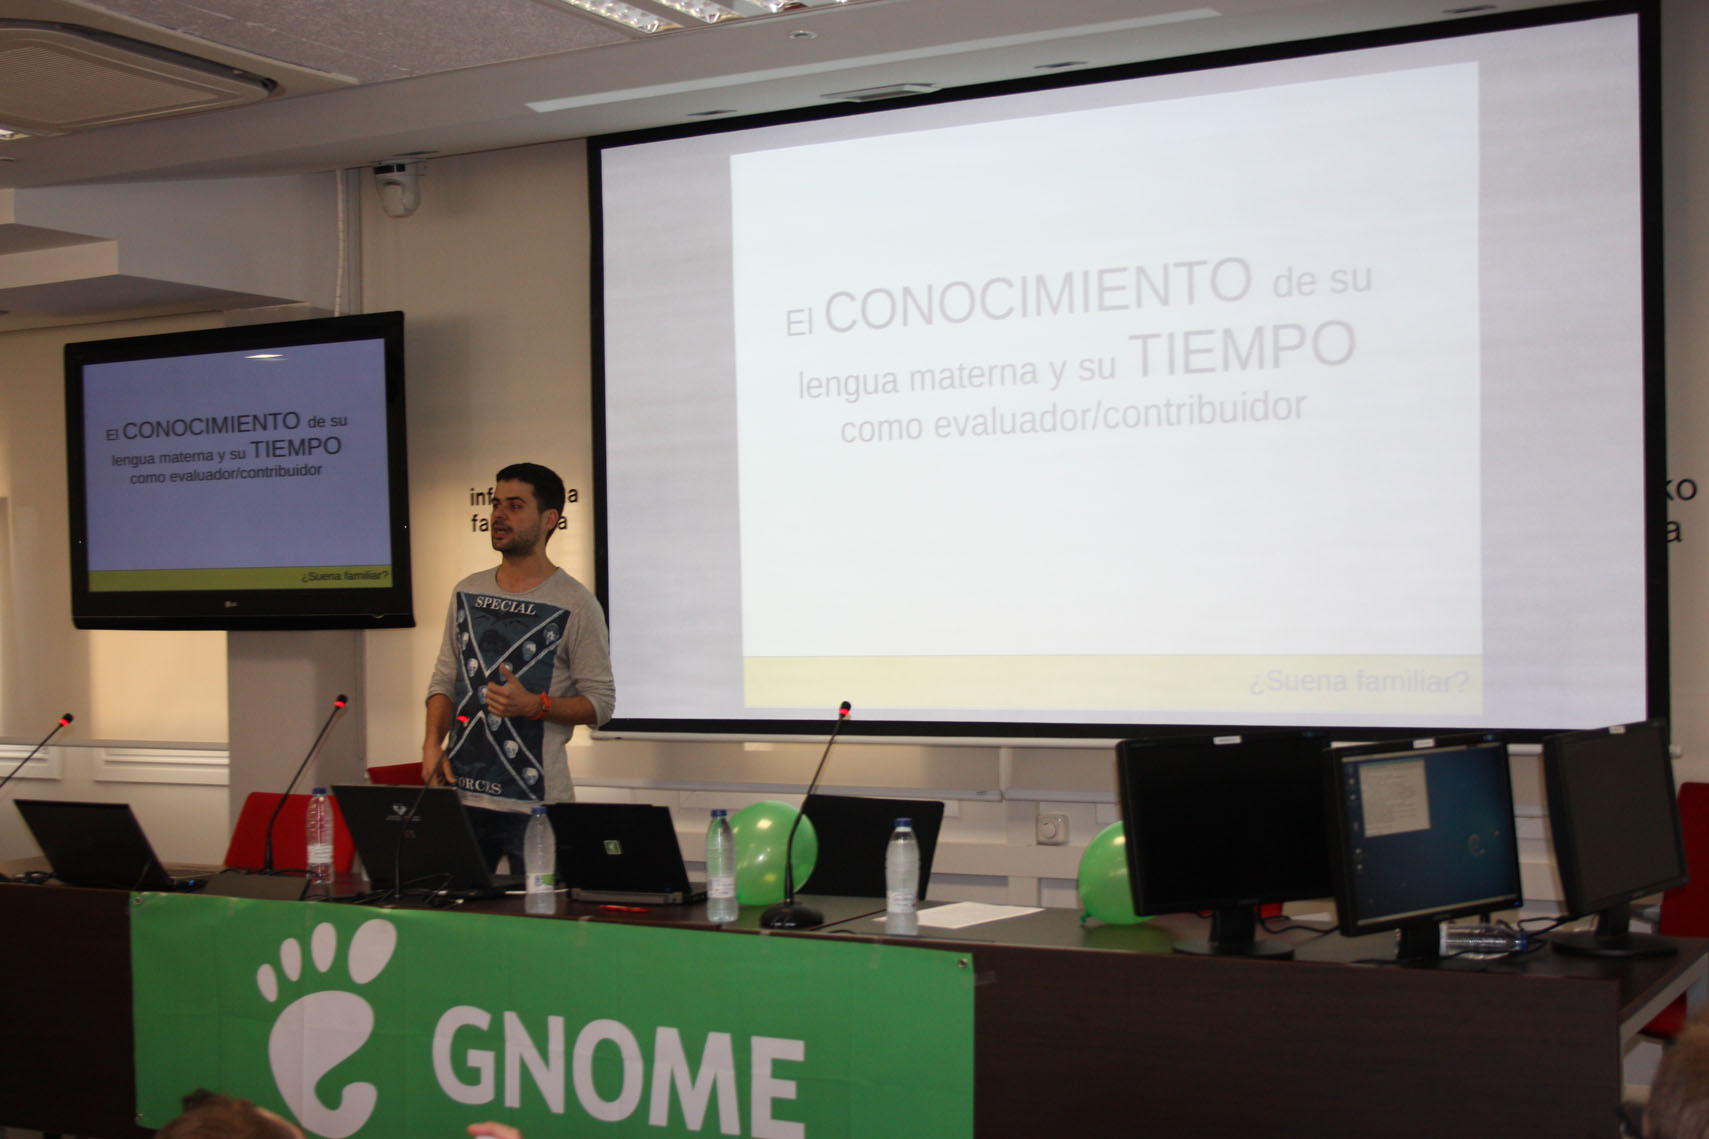 El CONOCIMIENTO de su
lengua materna y su TIEMPO
como evaluador/contribuidor
¿Suena familiar?
El CONOCIMIENTO de su
lengua materna y su TIEMPO
como evaluador/contribuidor
¿Suena familiar?
LG
SPECIAL
GNOME